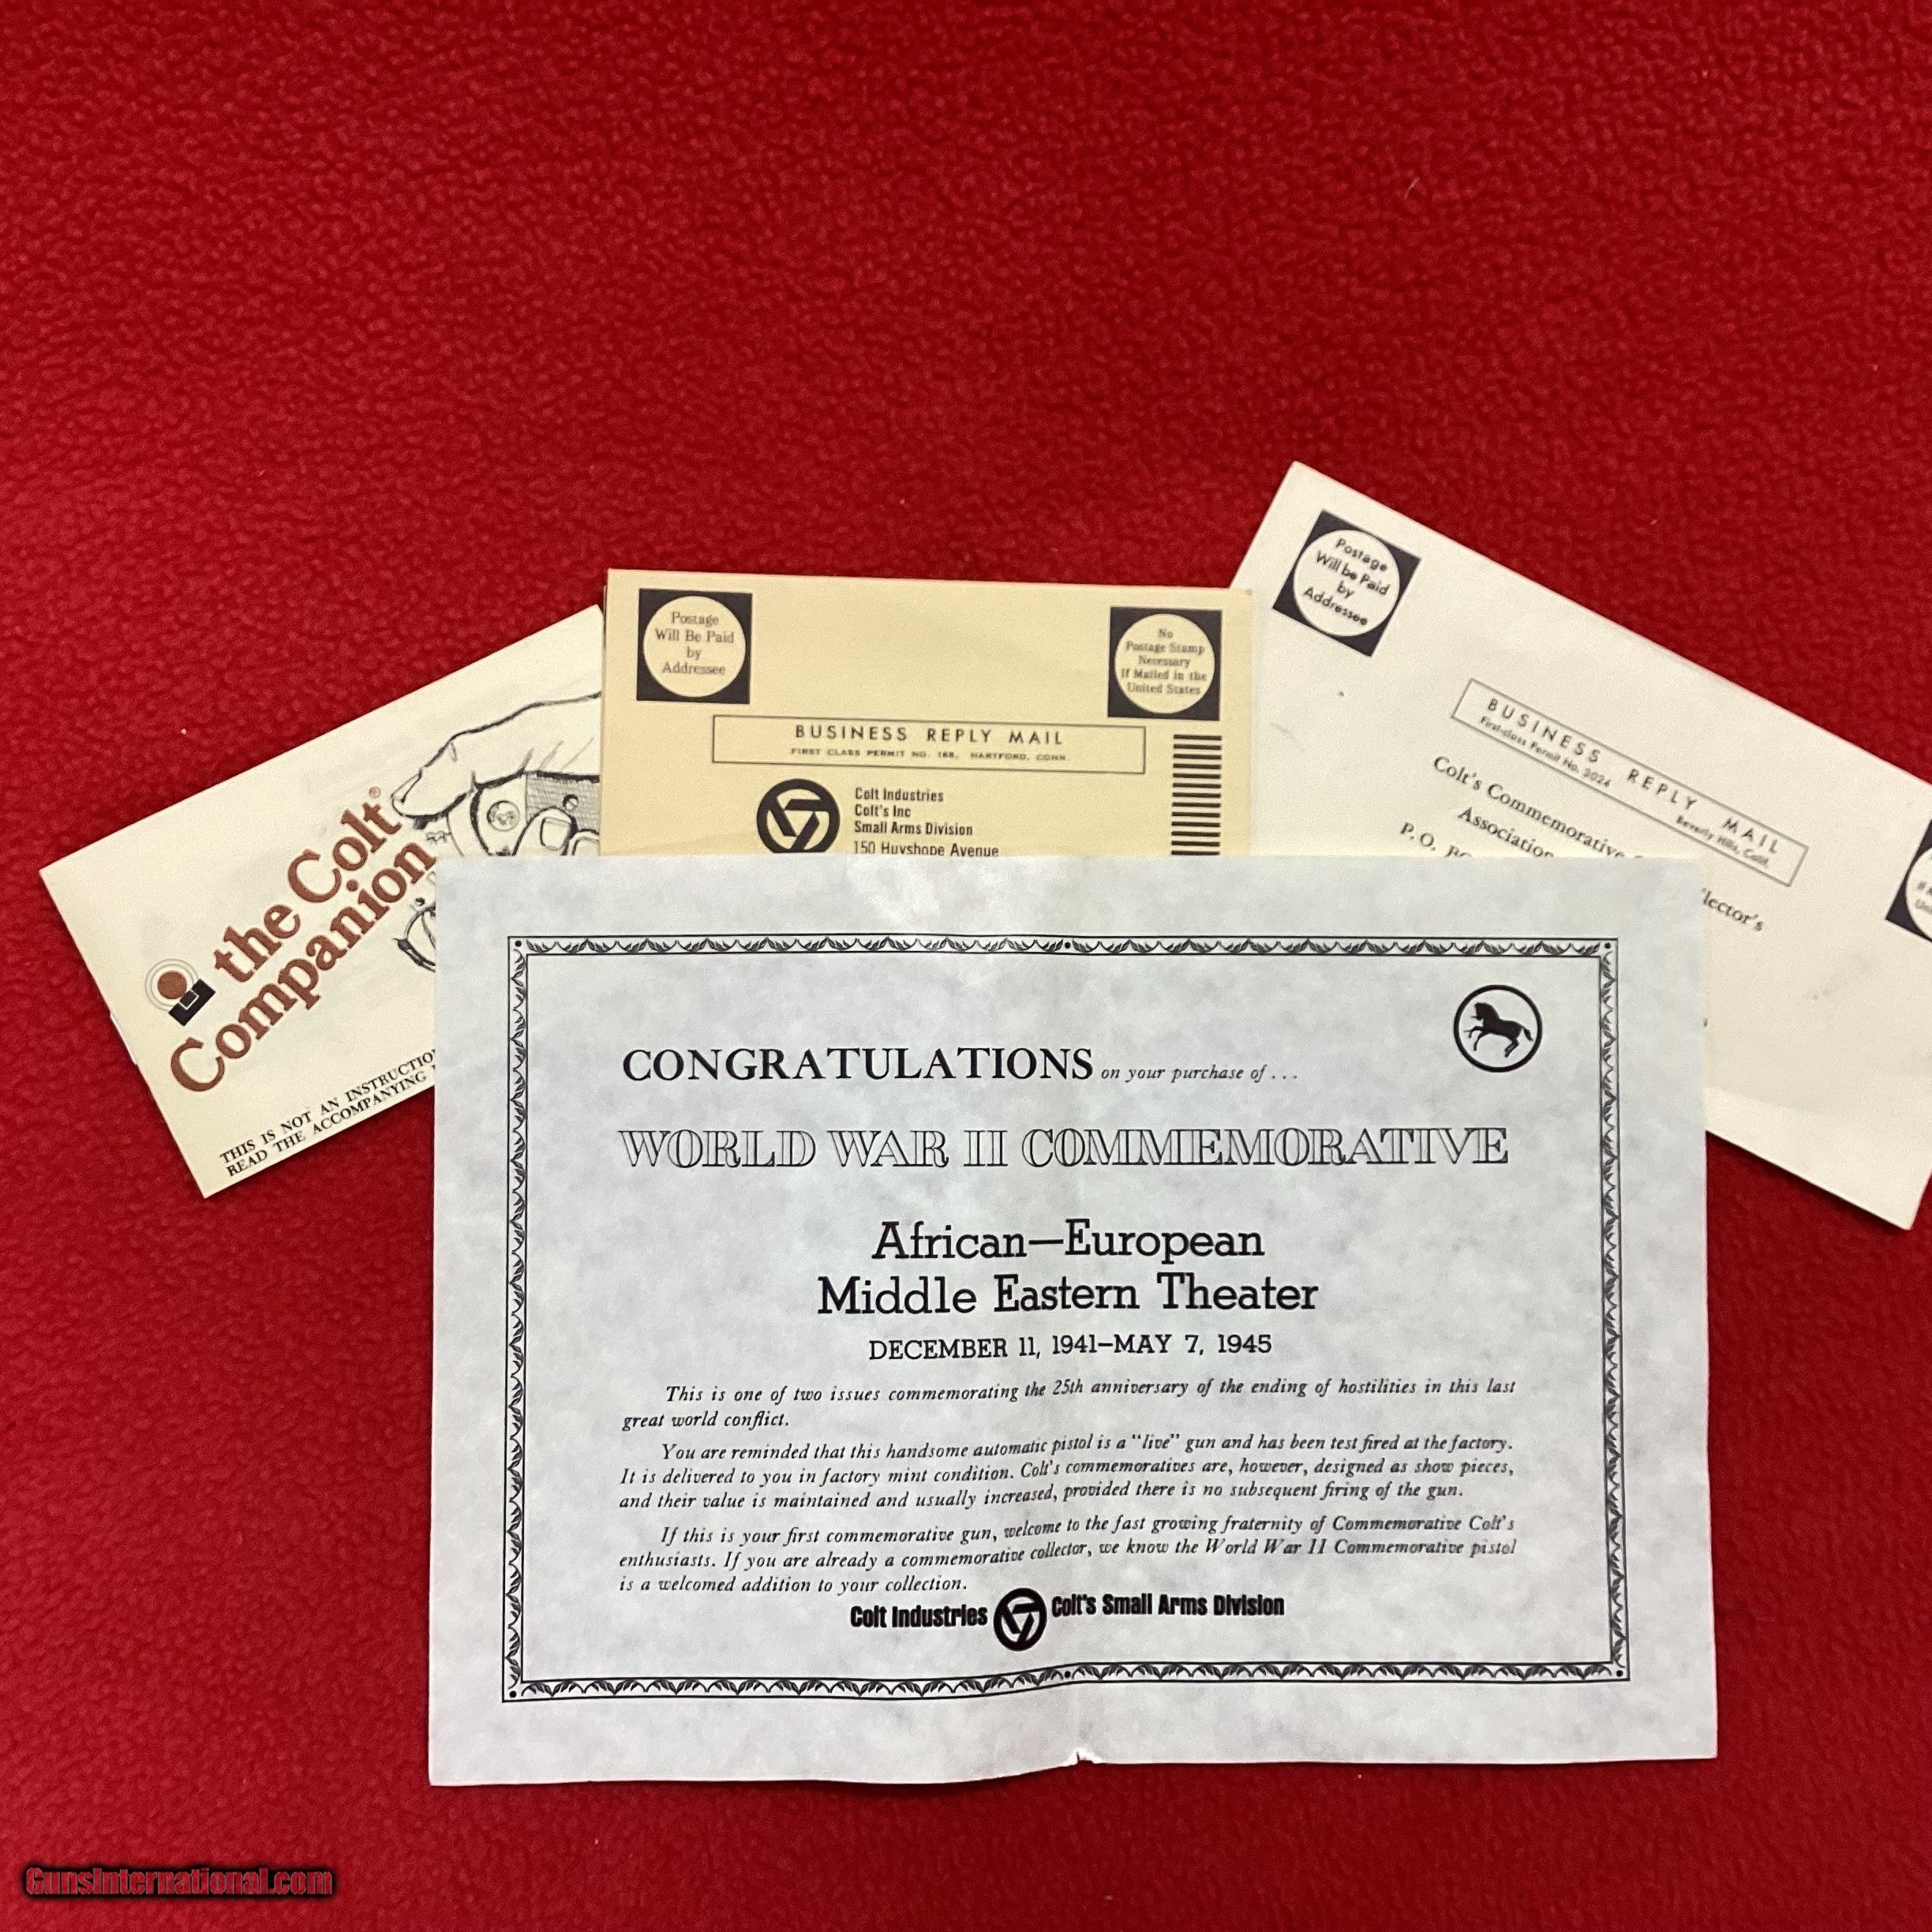 the Colt®
Companion
THIS IS NOT AN INSTRUCTIO
READ THE ACCOMPANYING
Postage
Will Be Paid
by
Addressee
No
Postage Stamp
Necessary
If Mailed in the
United States
BUSINESS REPLY MAIL
FIRST CLASS PERMIT NO. 168, HARTFORD, CONN.
Colt Industries
Colt's Inc
Small Arms Division
150 Huyshope Avenue
Postage
Will be Paid
by
Addressee
BUSINESS REPLY MAIL
First-class Permit No. 3024 Beverly Hills, Calif.
Colt's Commemorative
llector's
Association
P. O.
CONGRATULATIONS on your purchase of . . .
WORLD WAR II COMMEMORATIVE
African—European
Middle Eastern Theater
DECEMBER 11, 1941–MAY 7, 1945
This is one of two issues commemorating the 25th anniversary of the ending of hostilities in this last
great world conflict.
You are reminded that this handsome automatic pistol is a "live" gun and has been test fired at the factory.
It is delivered to you in factory mint condition. Colt's commemoratives are, however, designed as show pieces,
and their value is maintained and usually increased, provided there is no subsequent firing of the gun.
If this is your first commemorative gun, welcome to the fast growing fraternity of Commemorative Colt's
enthusiasts. If you are already a commemorative collector, we know the World War II Commemorative pistol
is a welcomed addition to your collection.
Colt Industries Colt's Small Arms Division
GunsInternational.com